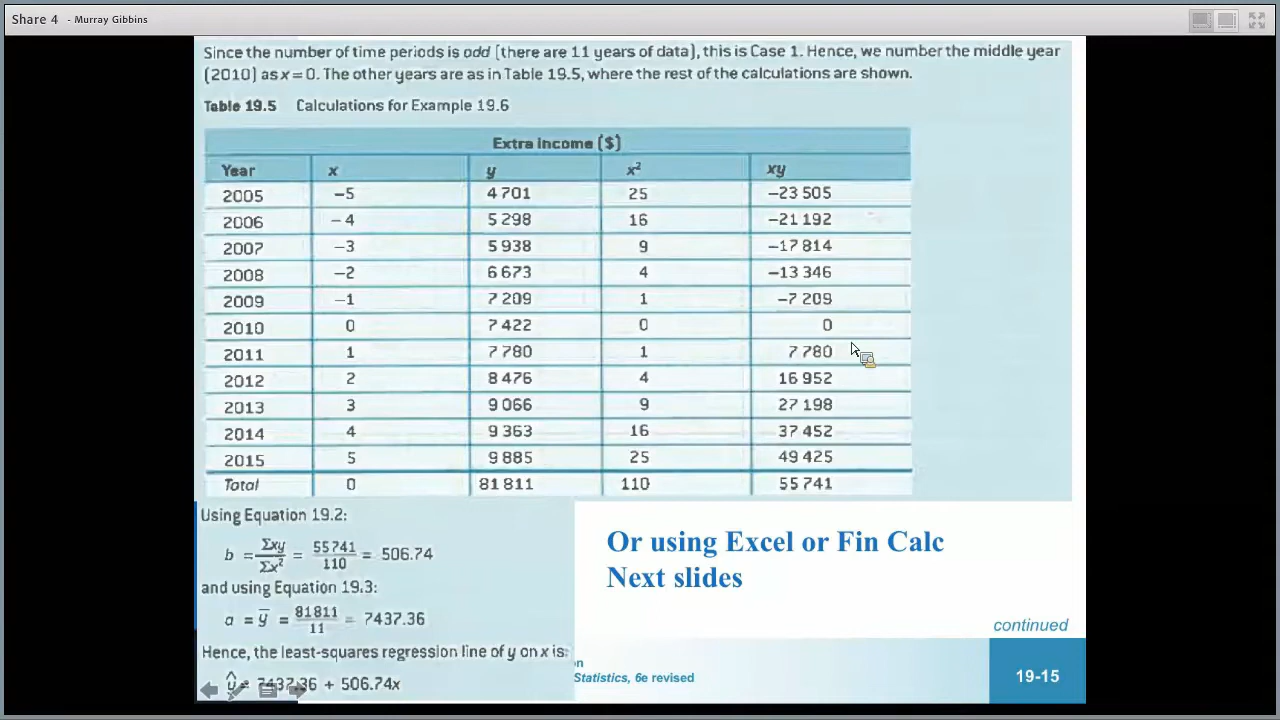 Share 4 - Murray Gibbins
Since the number of time periods is odd (there are 11 years of data), this is Case 1. Hence, we number the middle year
(2010) as x = 0. The other years are as in Table 19.5, where the rest of the calculations are shown.
Table 19.5 Calculations for Example 19.6
Extra income ($)
Year x y x² xy
2005 −5 4 701 25 −23 505
2006 −4 5 298 16 −21 192
2007 −3 5 938 9 −17 814
2008 −2 6 673 4 −13 346
2009 −1 7 209 1 −7 209
2010 0 7 422 0 0
2011 1 7 780 1 7 780
2012 2 8 476 4 16 952
2013 3 9 066 9 27 198
2014 4 9 363 16 37 452
2015 5 9 885 25 49 425
Total 0 81 811 110 55 741
Using Equation 19.2:
b = Σxy/Σx² = 55 741/110 = 506.74
and using Equation 19.3:
a = y̅ = 81 811/11 = 7437.36
Hence, the least-squares regression line of y on x is:
ŷ = 7437.36 + 506.74x
Or using Excel or Fin Calc
Next slides
continued
on
Statistics, 6e revised
19-15